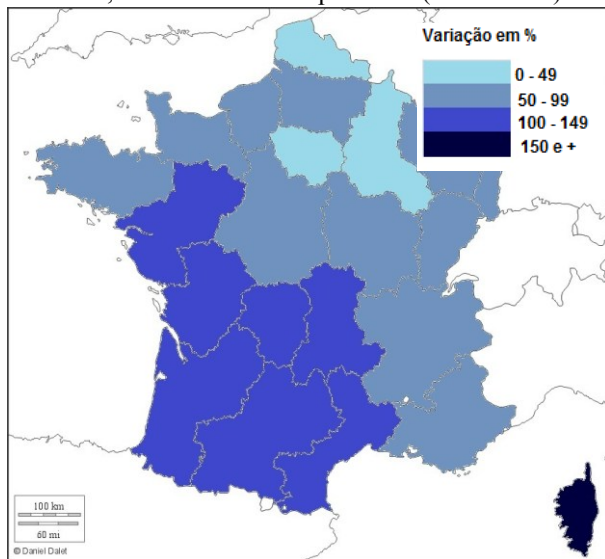 Variação em %
0 - 49
50 - 99
100 - 149
150 e +
100 km
60 mi
© Daniel Dalet